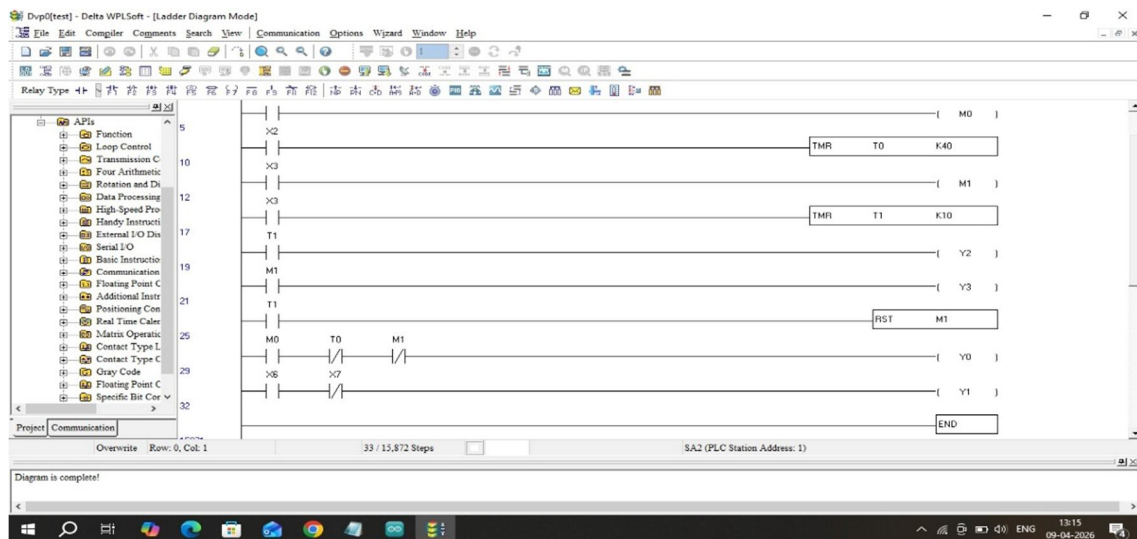 Dvp0[test] - Delta WPLSoft - [Ladder Diagram Mode]
File Edit Compiler Comments Search View Communication Options Wizard Window Help
1
Relay Type
APIs
Function
Loop Control
Transmission C
Four Arithmetic
Rotation and Di
Data Processing
High-Speed Pro
Handy Instructi
External I/O Dis
Serial I/O
Basic Instructio
Communication
Floating Point C
Additional Instr
Positioning Con
Real Time Caler
Matrix Operatic
Contact Type L
Contact Type C
Gray Code
Floating Point C
Specific Bit Cor
Project Communication
M0
5
X2
TMR T0 K40
10
X3
M1
12
X3
TMR T1 K10
17
T1
Y2
19
M1
Y3
21
T1
RST M1
25
M0 T0 M1
Y0
29
X6 X7
Y1
32
END
Overwrite Row: 0, Col: 1 33 / 15,872 Steps SA2 (PLC Station Address: 1)
Diagram is complete!
ENG
13:15
09-04-2026
4